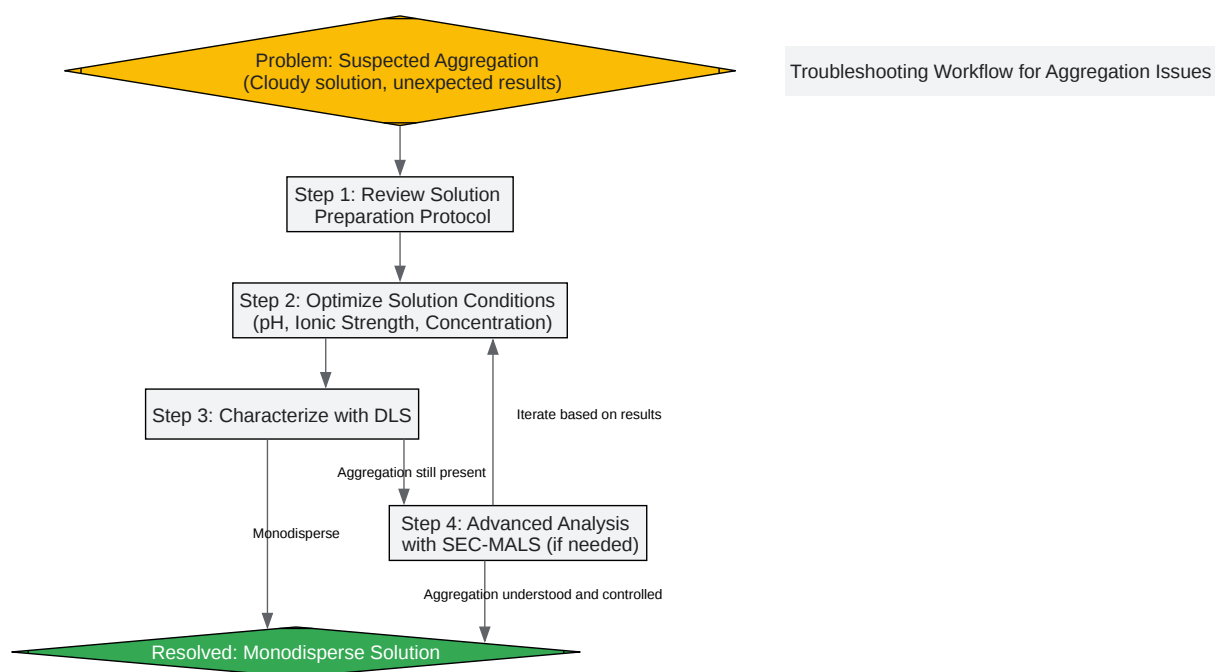 Problem: Suspected Aggregation
(Cloudy solution, unexpected results)
Troubleshooting Workflow for Aggregation Issues
Step 1: Review Solution
Preparation Protocol
Step 2: Optimize Solution Conditions
(pH, Ionic Strength, Concentration)
Step 3: Characterize with DLS
Iterate based on results
Aggregation still present
Monodisperse
Step 4: Advanced Analysis
with SEC-MALS (if needed)
Aggregation understood and controlled
Resolved: Monodisperse Solution